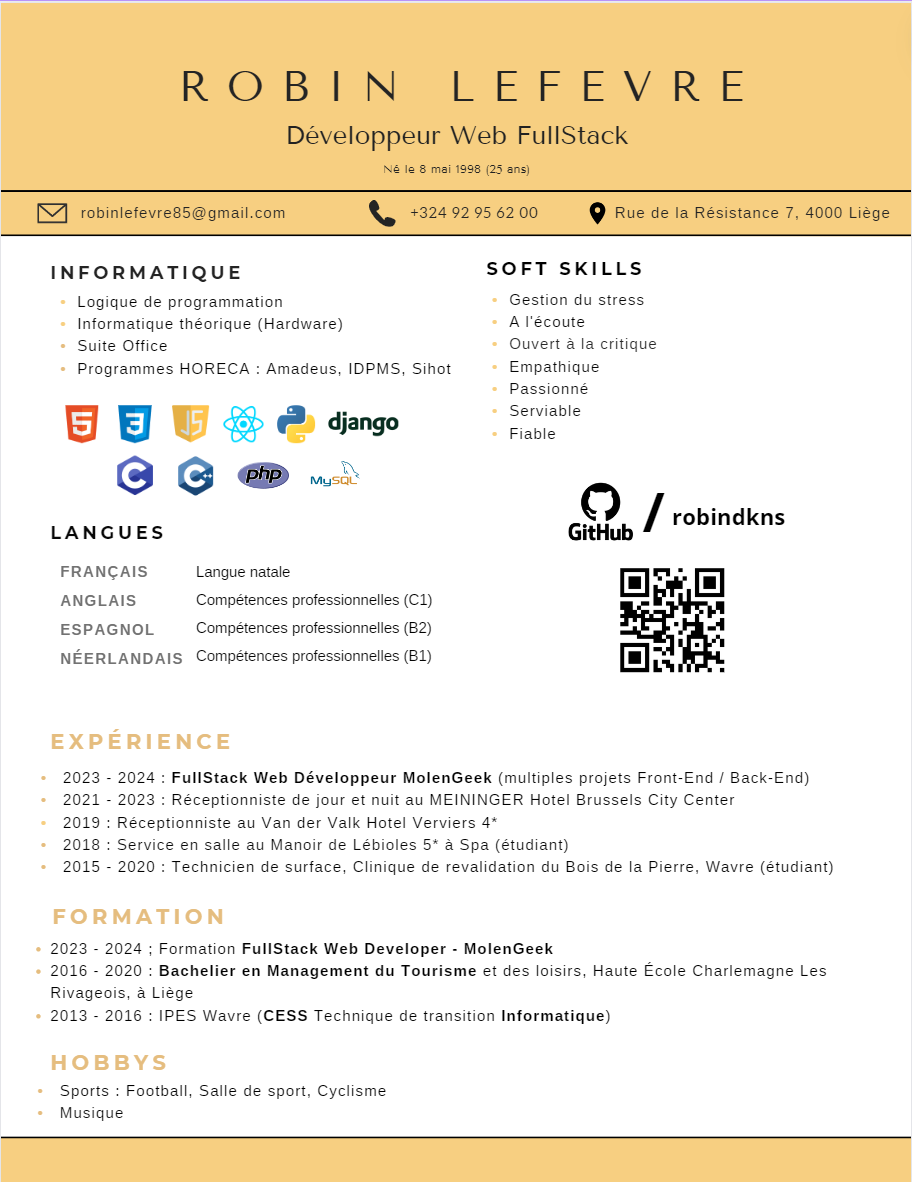 ROBIN LEFEVRE
Développeur Web FullStack
Né le 8 mai 1998 (25 ans)
robinlefevre85@gmail.com
+324 92 95 62 00
Rue de la Résistance 7, 4000 Liège
INFORMATIQUE
• Logique de programmation
• Informatique théorique (Hardware)
• Suite Office
• Programmes HORECA : Amadeus, IDPMS, Sihot
5 3 JS django
C C++ php MySQL
SOFT SKILLS
• Gestion du stress
• A l'écoute
• Ouvert à la critique
• Empathique
• Passionné
• Serviable
• Fiable
GitHub / robindkns
LANGUES
FRANÇAIS Langue natale
ANGLAIS Compétences professionnelles (C1)
ESPAGNOL Compétences professionnelles (B2)
NÉERLANDAIS Compétences professionnelles (B1)
EXPÉRIENCE
• 2023 - 2024 : FullStack Web Développeur MolenGeek (multiples projets Front-End / Back-End)
• 2021 - 2023 : Réceptionniste de jour et nuit au MEININGER Hotel Brussels City Center
• 2019 : Réceptionniste au Van der Valk Hotel Verviers 4*
• 2018 : Service en salle au Manoir de Lébioles 5* à Spa (étudiant)
• 2015 - 2020 : Technicien de surface, Clinique de revalidation du Bois de la Pierre, Wavre (étudiant)
FORMATION
• 2023 - 2024 ; Formation FullStack Web Developer - MolenGeek
• 2016 - 2020 : Bachelier en Management du Tourisme et des loisirs, Haute École Charlemagne Les
Rivageois, à Liège
• 2013 - 2016 : IPES Wavre (CESS Technique de transition Informatique)
HOBBYS
• Sports : Football, Salle de sport, Cyclisme
• Musique